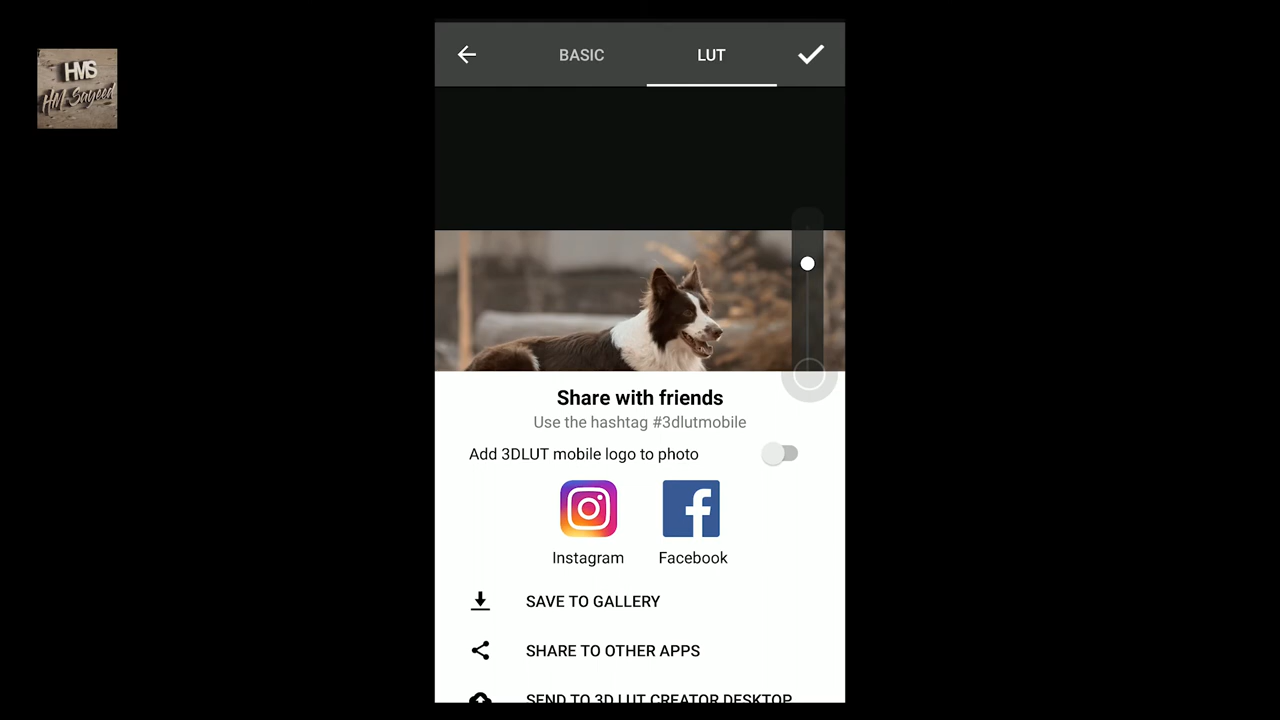 HMS
HM Sayeed
BASIC
LUT
Share with friends
Use the hashtag #3dlutmobile
Add 3DLUT mobile logo to photo
Instagram
Facebook
SAVE TO GALLERY
SHARE TO OTHER APPS
SEND TO 3D LUT CREATOR DESKTOP